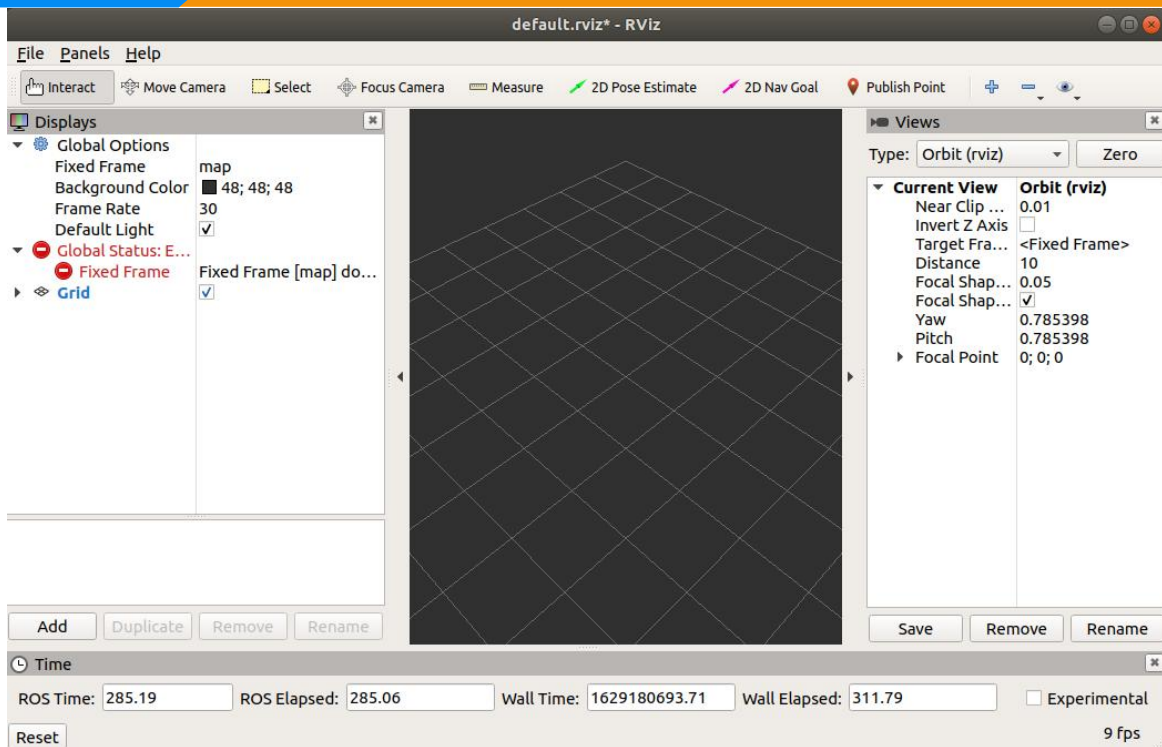 default.rviz* - RViz
File Panels Help
Interact Move Camera Select Focus Camera Measure 2D Pose Estimate 2D Nav Goal Publish Point
Displays
Global Options
Fixed Frame map
Background Color 48; 48; 48
Frame Rate 30
Default Light
Global Status: E...
Fixed Frame Fixed Frame [map] do...
Grid
Add Duplicate Remove Rename
Views
Type: Orbit (rviz) Zero
Current View Orbit (rviz)
Near Clip ... 0.01
Invert Z Axis
Target Fra... <Fixed Frame>
Distance 10
Focal Shap... 0.05
Focal Shap...
Yaw 0.785398
Pitch 0.785398
Focal Point 0; 0; 0
Save Remove Rename
Time
ROS Time: 285.19 ROS Elapsed: 285.06 Wall Time: 1629180693.71 Wall Elapsed: 311.79 Experimental
Reset 9 fps